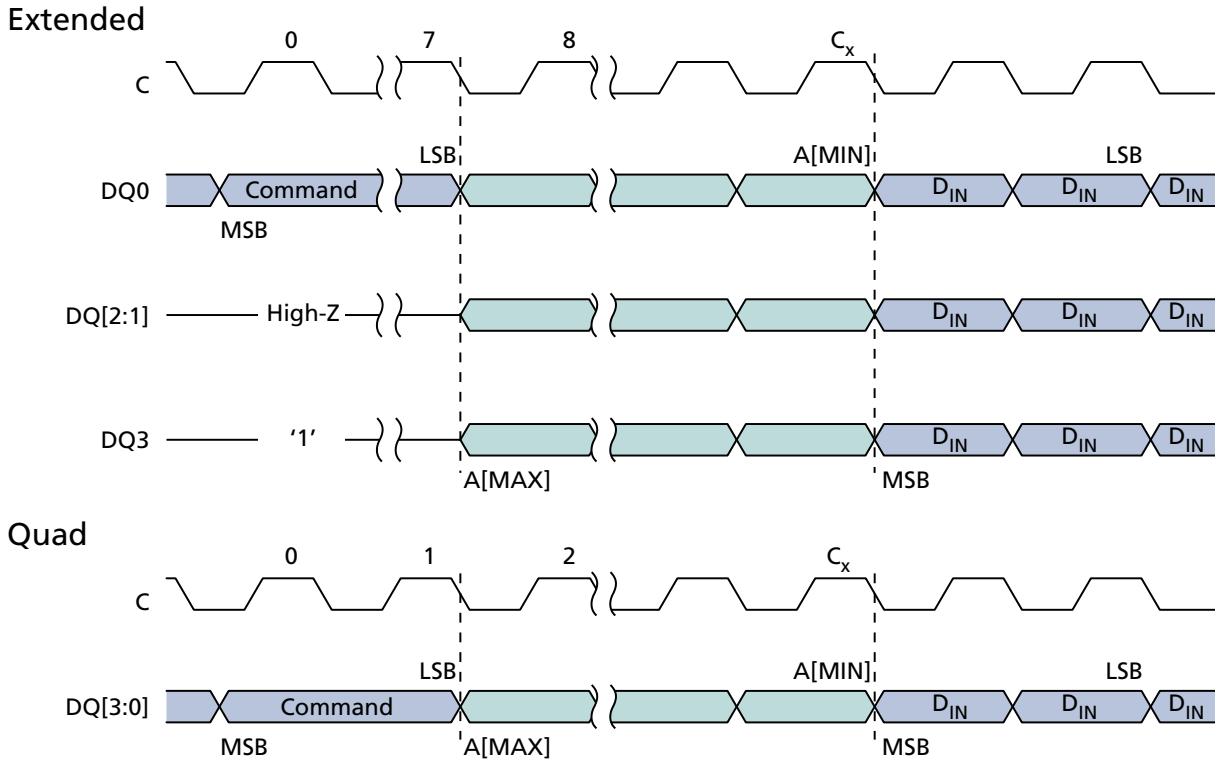 Extended
0 7 8 Cx
C
LSB A[MIN] LSB
DQ0 Command DIN DIN DIN
MSB
DQ[2:1] High-Z DIN DIN DIN
DQ3 ‘1’ DIN DIN DIN
A[MAX] MSB
Quad
0 1 2 Cx
C
LSB A[MIN] LSB
DQ[3:0] Command DIN DIN DIN
MSB A[MAX] MSB